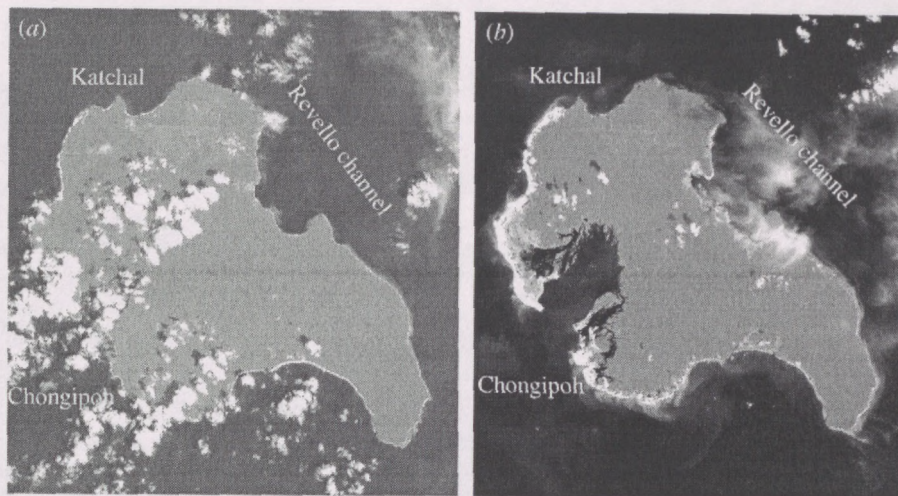 (a)
Katchal
Revello channel
Chongipoh
(b)
Katchal
Revello channel
Chongipoh